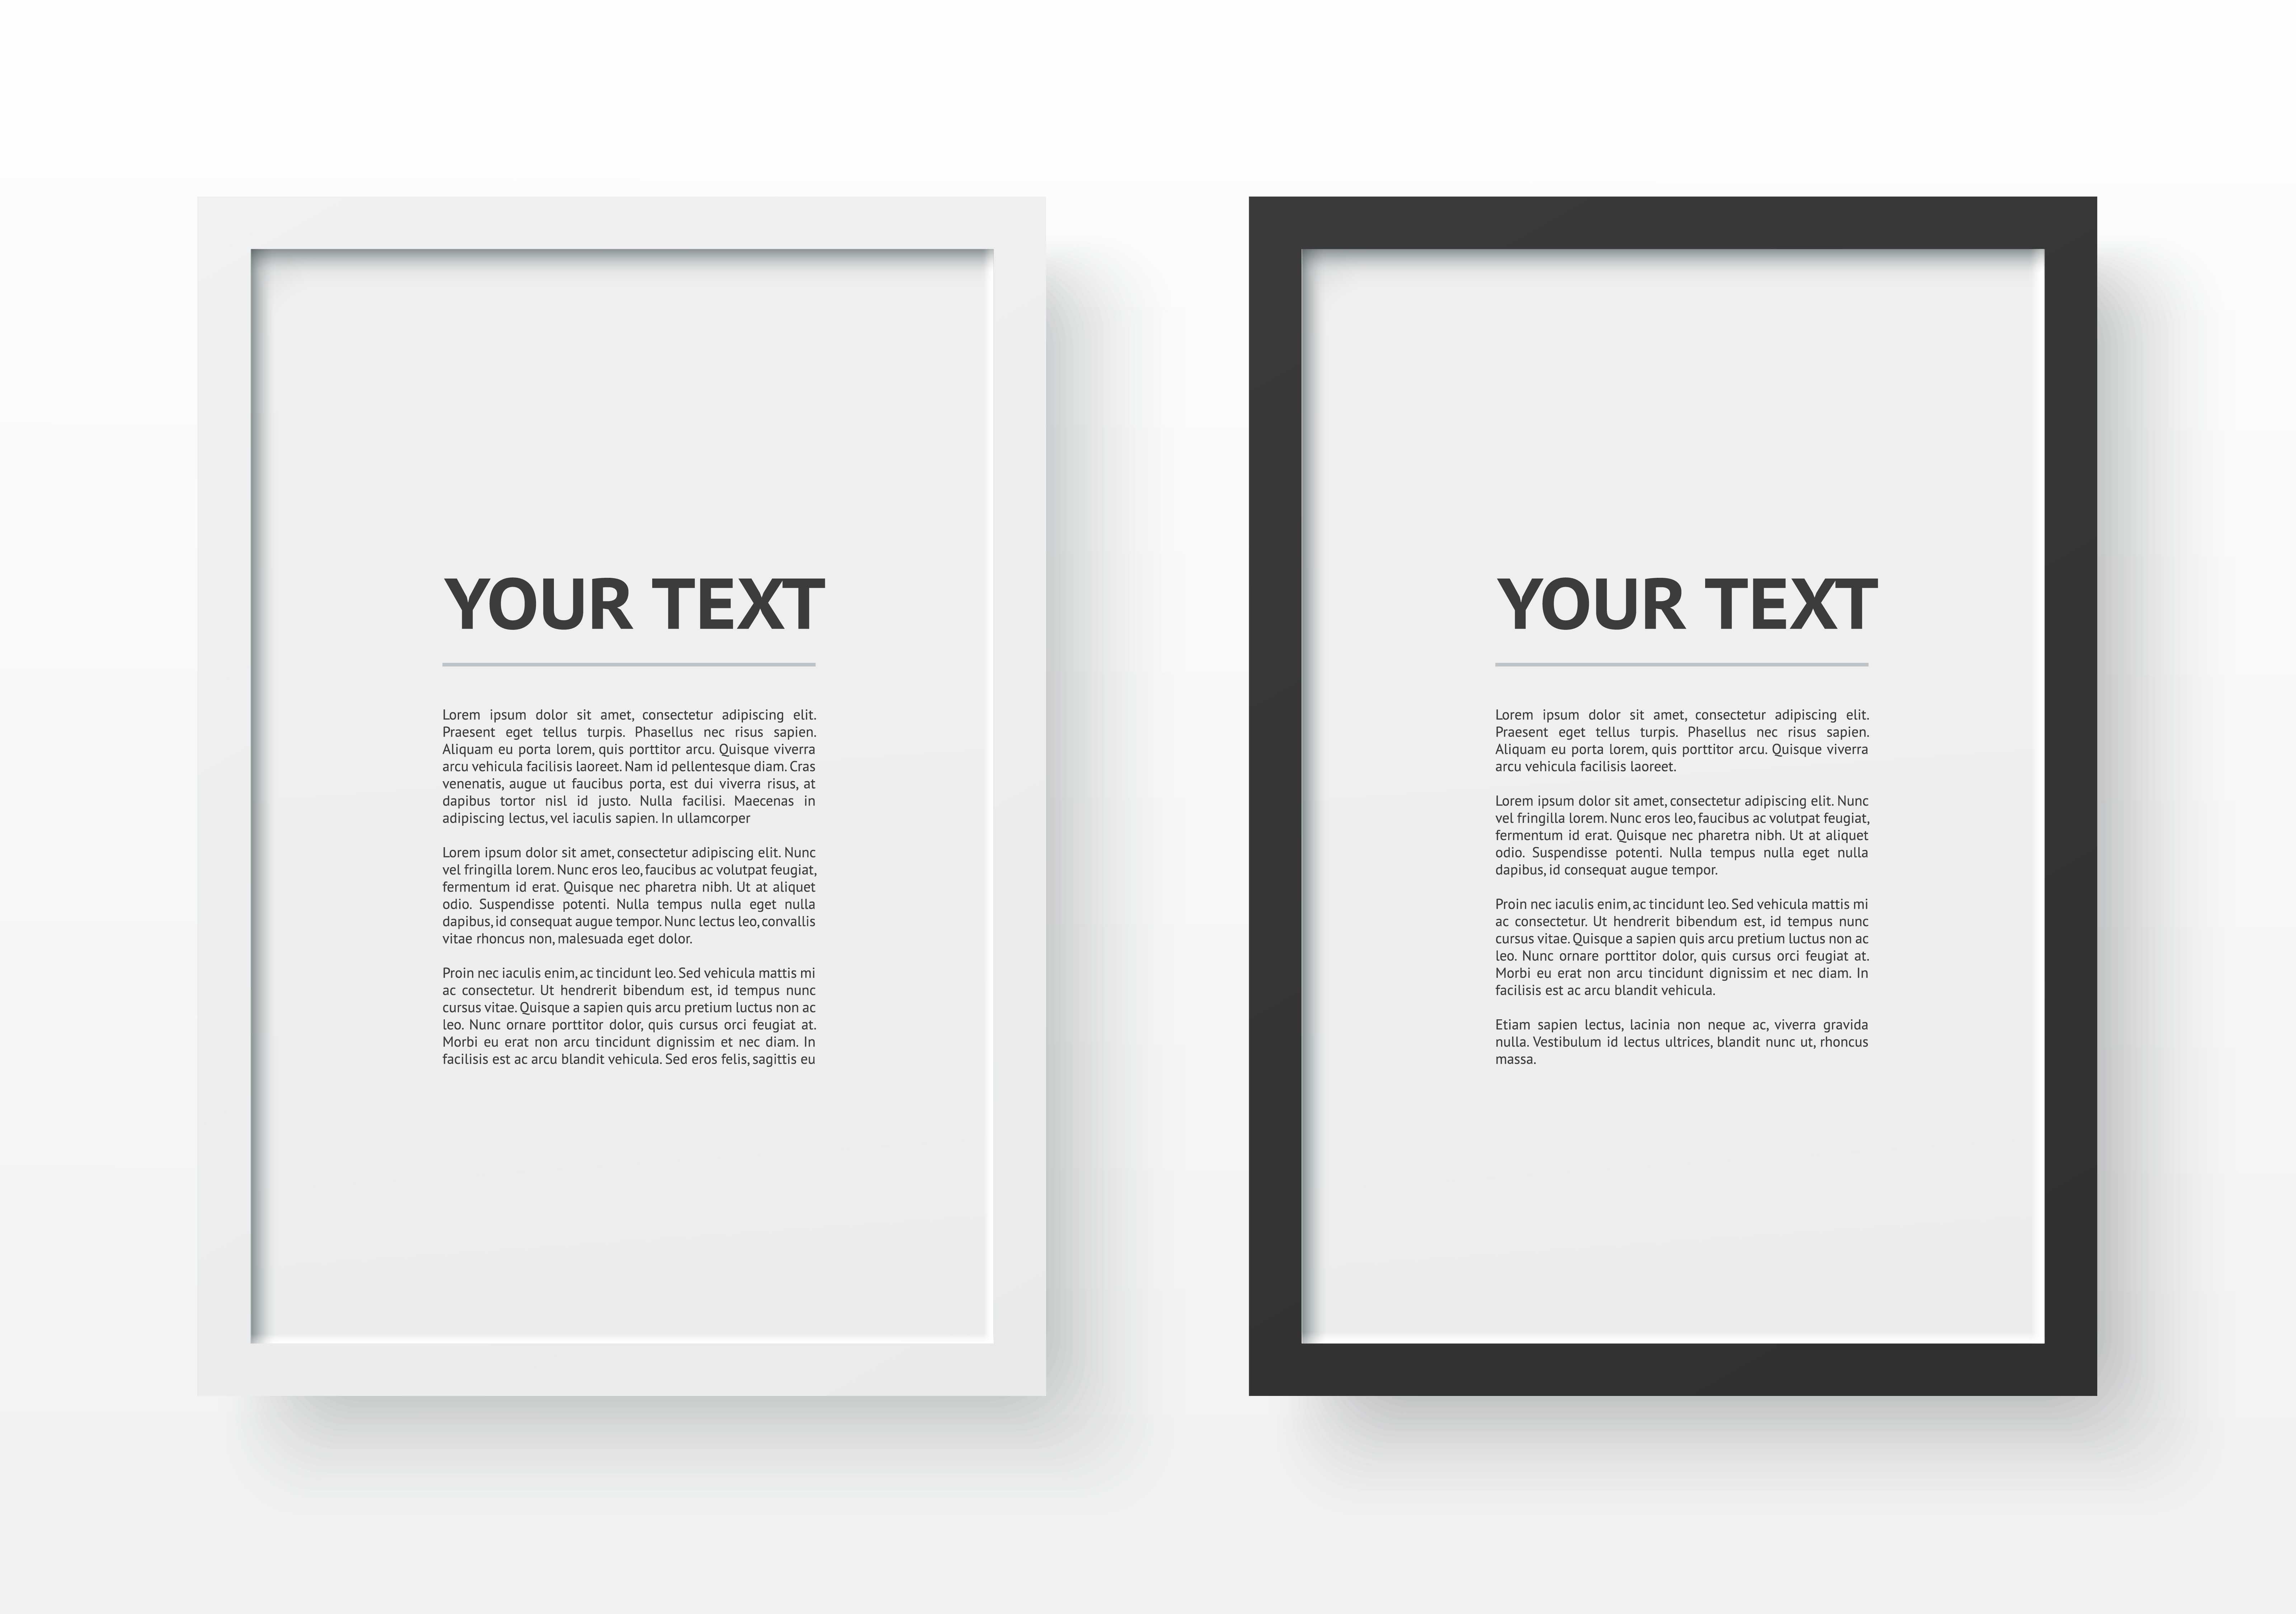 YOUR TEXT
Lorem ipsum dolor sit amet, consectetur adipiscing elit.
Praesent eget tellus turpis. Phasellus nec risus sapien.
Aliquam eu porta lorem, quis porttitor arcu. Quisque viverra
arcu vehicula facilisis laoreet. Nam id pellentesque diam. Cras
venenatis, augue ut faucibus porta, est dui viverra risus, at
dapibus tortor nisl id justo. Nulla facilisi. Maecenas in
adipiscing lectus, vel iaculis sapien. In ullamcorper
Lorem ipsum dolor sit amet, consectetur adipiscing elit. Nunc
vel fringilla lorem. Nunc eros leo, faucibus ac volutpat feugiat,
fermentum id erat. Quisque nec pharetra nibh. Ut at aliquet
odio. Suspendisse potenti. Nulla tempus nulla eget nulla
dapibus, id consequat augue tempor. Nunc lectus leo, convallis
vitae rhoncus non, malesuada eget dolor.
Proin nec iaculis enim, ac tincidunt leo. Sed vehicula mattis mi
ac consectetur. Ut hendrerit bibendum est, id tempus nunc
cursus vitae. Quisque a sapien quis arcu pretium luctus non ac
leo. Nunc ornare porttitor dolor, quis cursus orci feugiat at.
Morbi eu erat non arcu tincidunt dignissim et nec diam. In
facilisis est ac arcu blandit vehicula. Sed eros felis, sagittis eu
YOUR TEXT
Lorem ipsum dolor sit amet, consectetur adipiscing elit.
Praesent eget tellus turpis. Phasellus nec risus sapien.
Aliquam eu porta lorem, quis porttitor arcu. Quisque viverra
arcu vehicula facilisis laoreet.
Lorem ipsum dolor sit amet, consectetur adipiscing elit. Nunc
vel fringilla lorem. Nunc eros leo, faucibus ac volutpat feugiat,
fermentum id erat. Quisque nec pharetra nibh. Ut at aliquet
odio. Suspendisse potenti. Nulla tempus nulla eget nulla
dapibus, id consequat augue tempor.
Proin nec iaculis enim, ac tincidunt leo. Sed vehicula mattis mi
ac consectetur. Ut hendrerit bibendum est, id tempus nunc
cursus vitae. Quisque a sapien quis arcu pretium luctus non ac
leo. Nunc ornare porttitor dolor, quis cursus orci feugiat at.
Morbi eu erat non arcu tincidunt dignissim et nec diam. In
facilisis est ac arcu blandit vehicula.
Etiam sapien lectus, lacinia non neque ac, viverra gravida
nulla. Vestibulum id lectus ultrices, blandit nunc ut, rhoncus
massa.